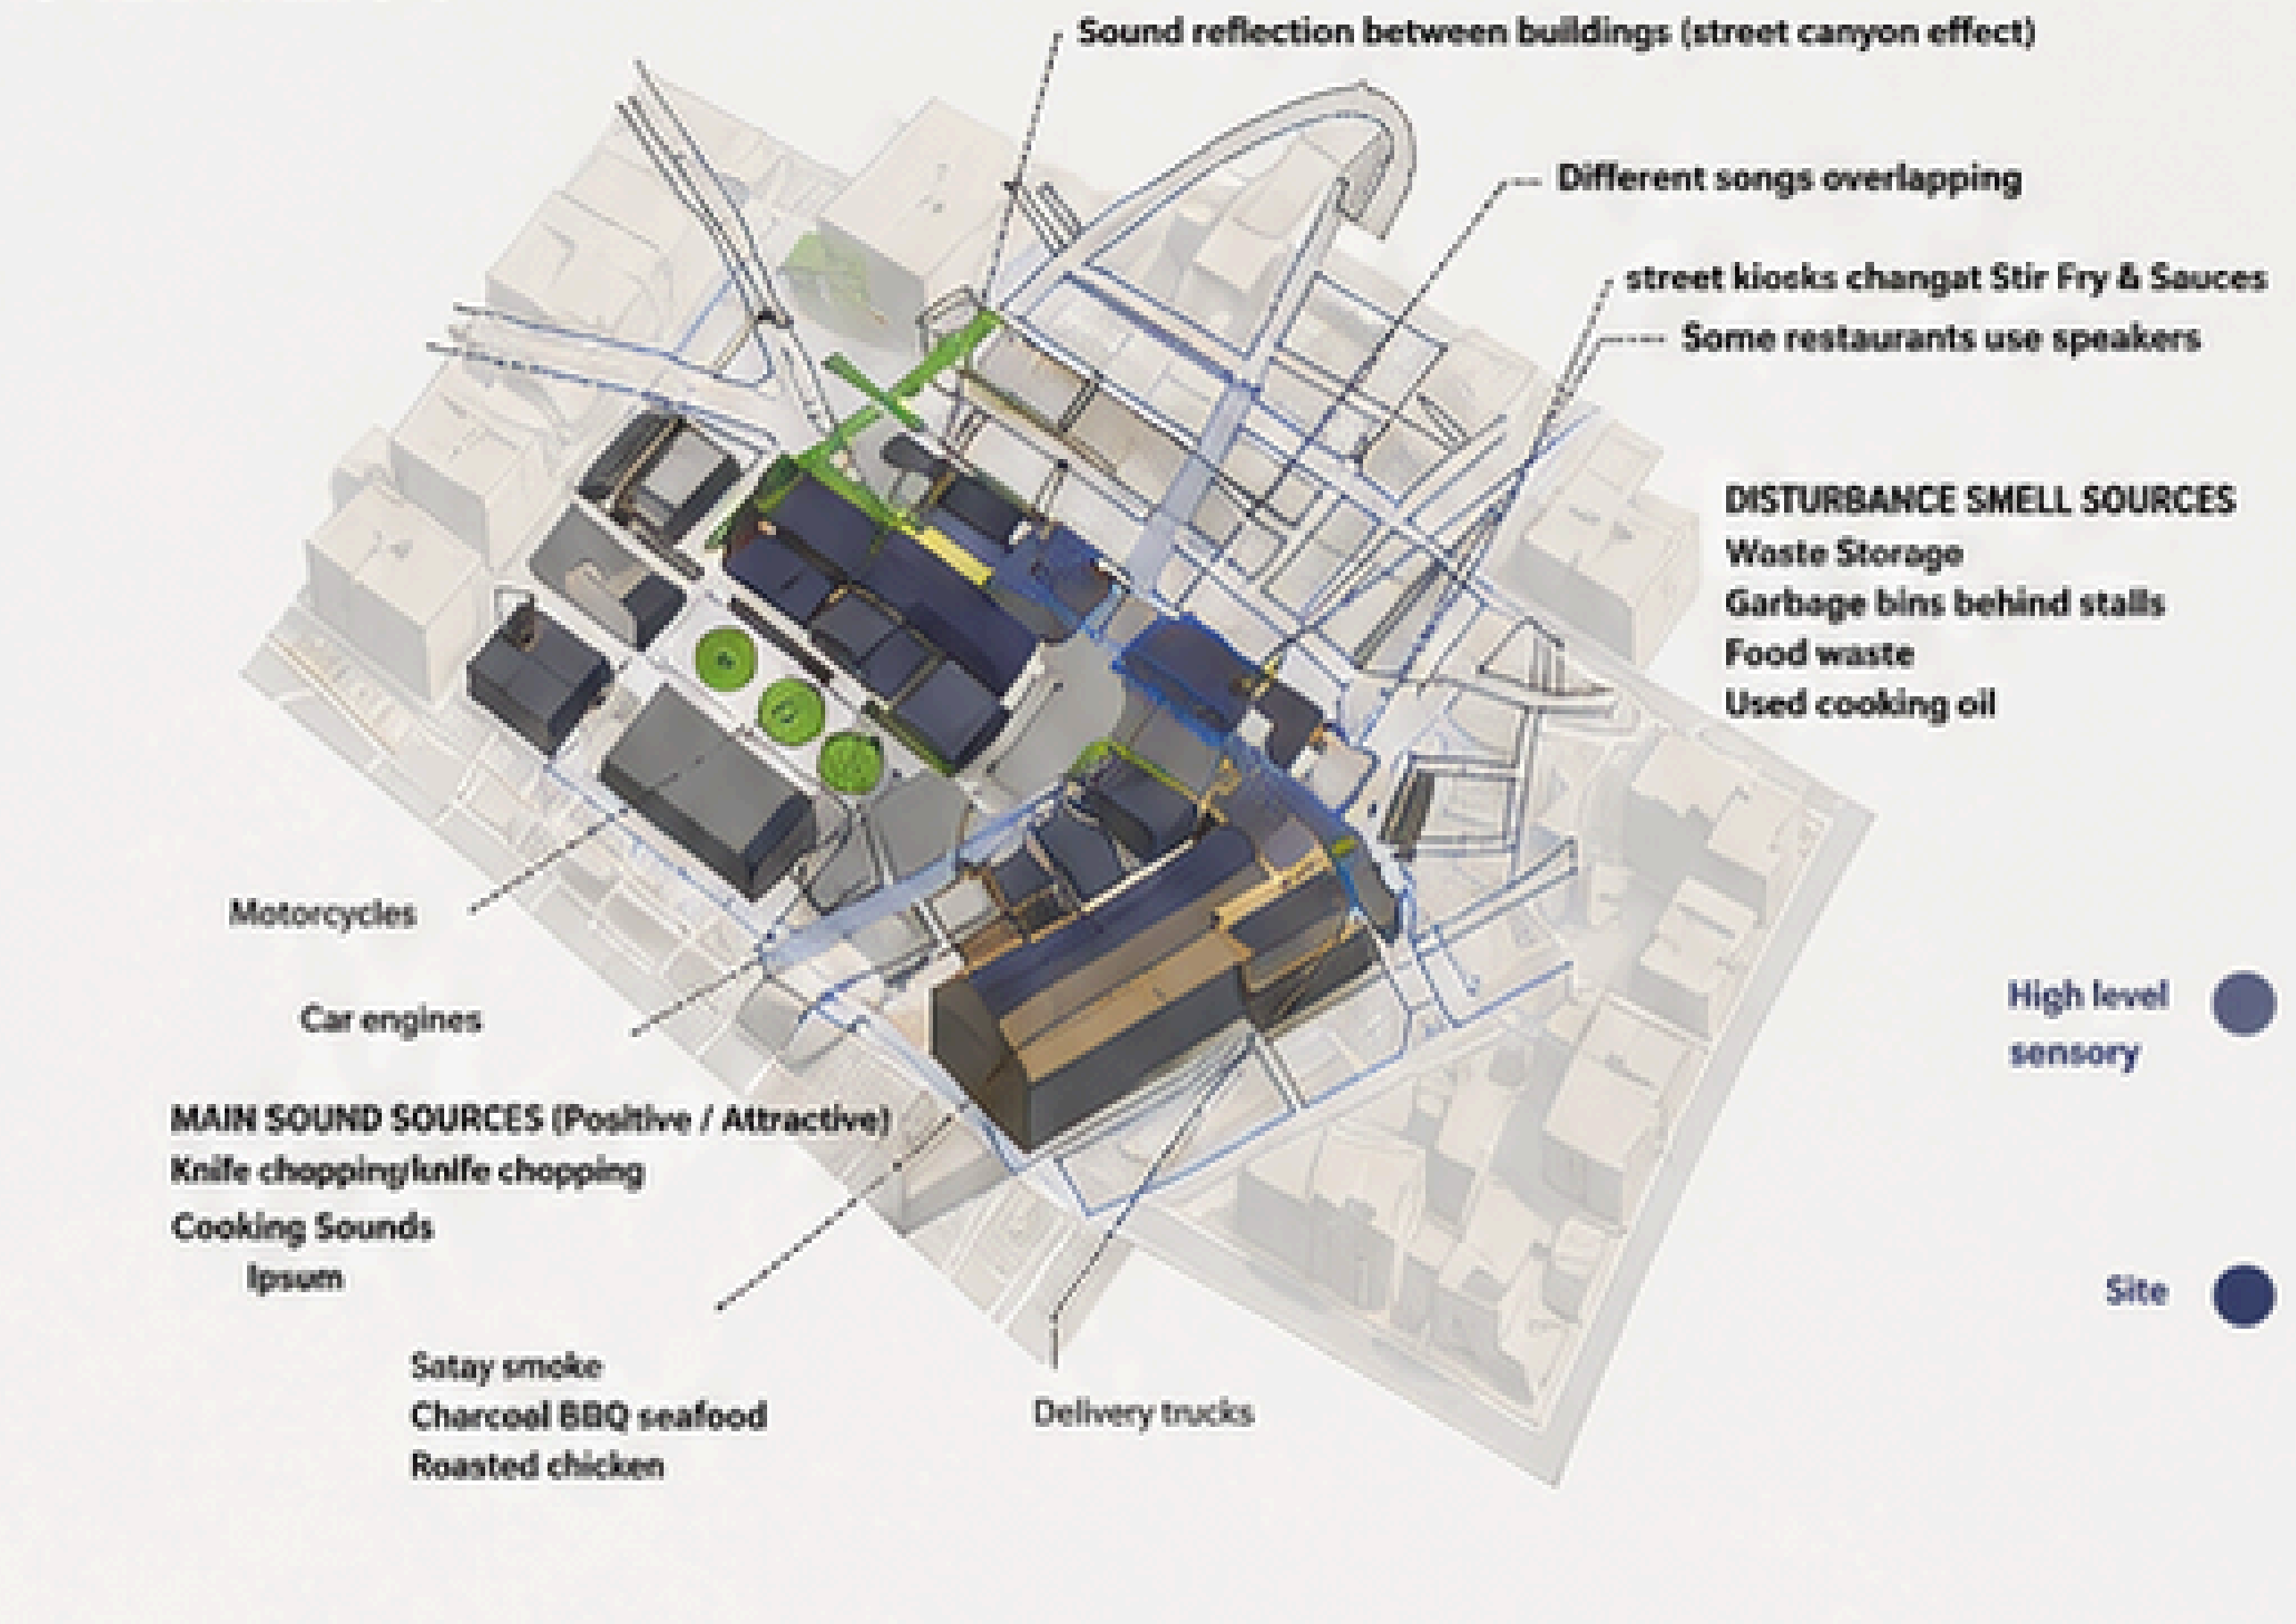 Sound reflection between buildings (street canyon effect)
Different songs overlapping
street kiosks changat Stir Fry & Sauces
Some restaurants use speakers
DISTURBANCE SMELL SOURCES
Waste Storage
Garbage bins behind stalls
Food waste
Used cooking oil
Motorcycles
Car engines
High level
sensory
MAIN SOUND SOURCES (Positive / Attractive)
Knife chopping/knife chopping
Cooking Sounds
Ipsum
Site
Satay smoke
Charcoal BBQ seafood
Roasted chicken
Delivery trucks